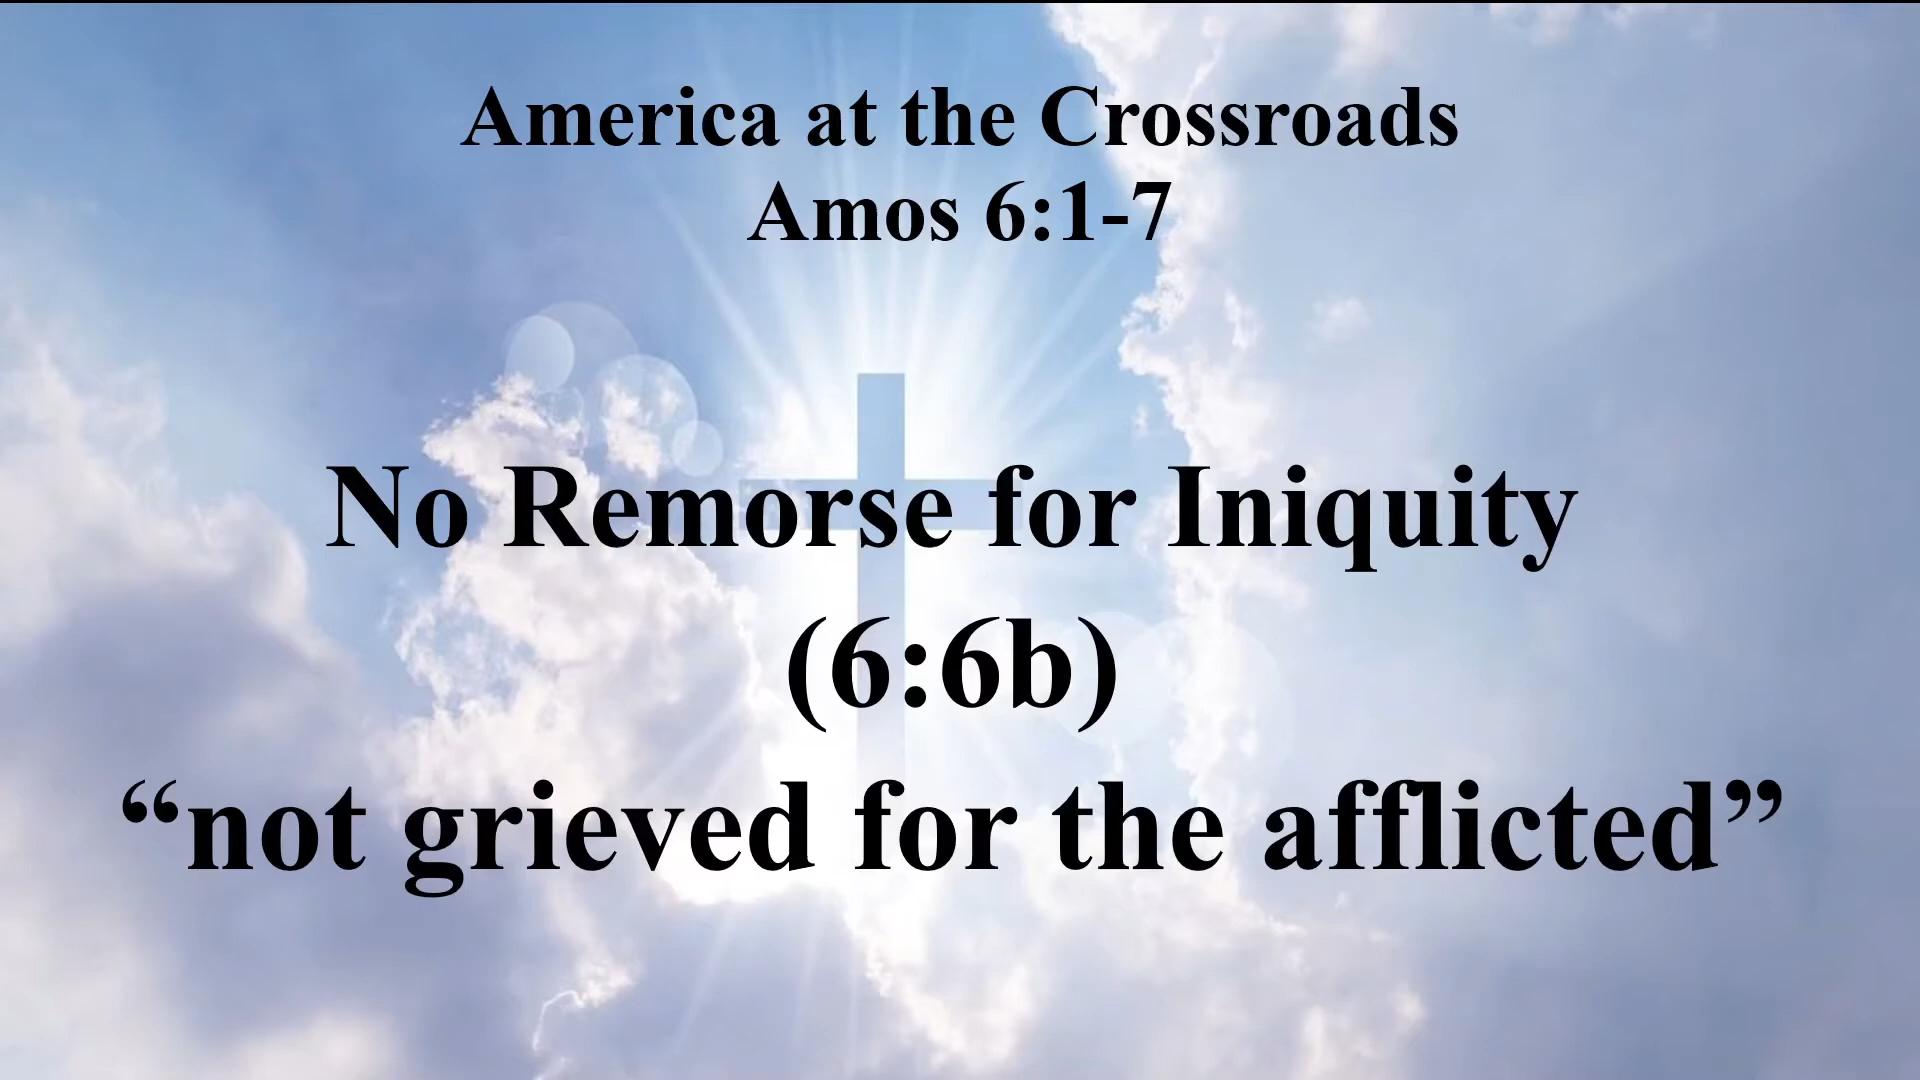 America at the Crossroads
Amos 6:1-7
No Remorse for Iniquity
(6:6b)
“not grieved for the afflicted”